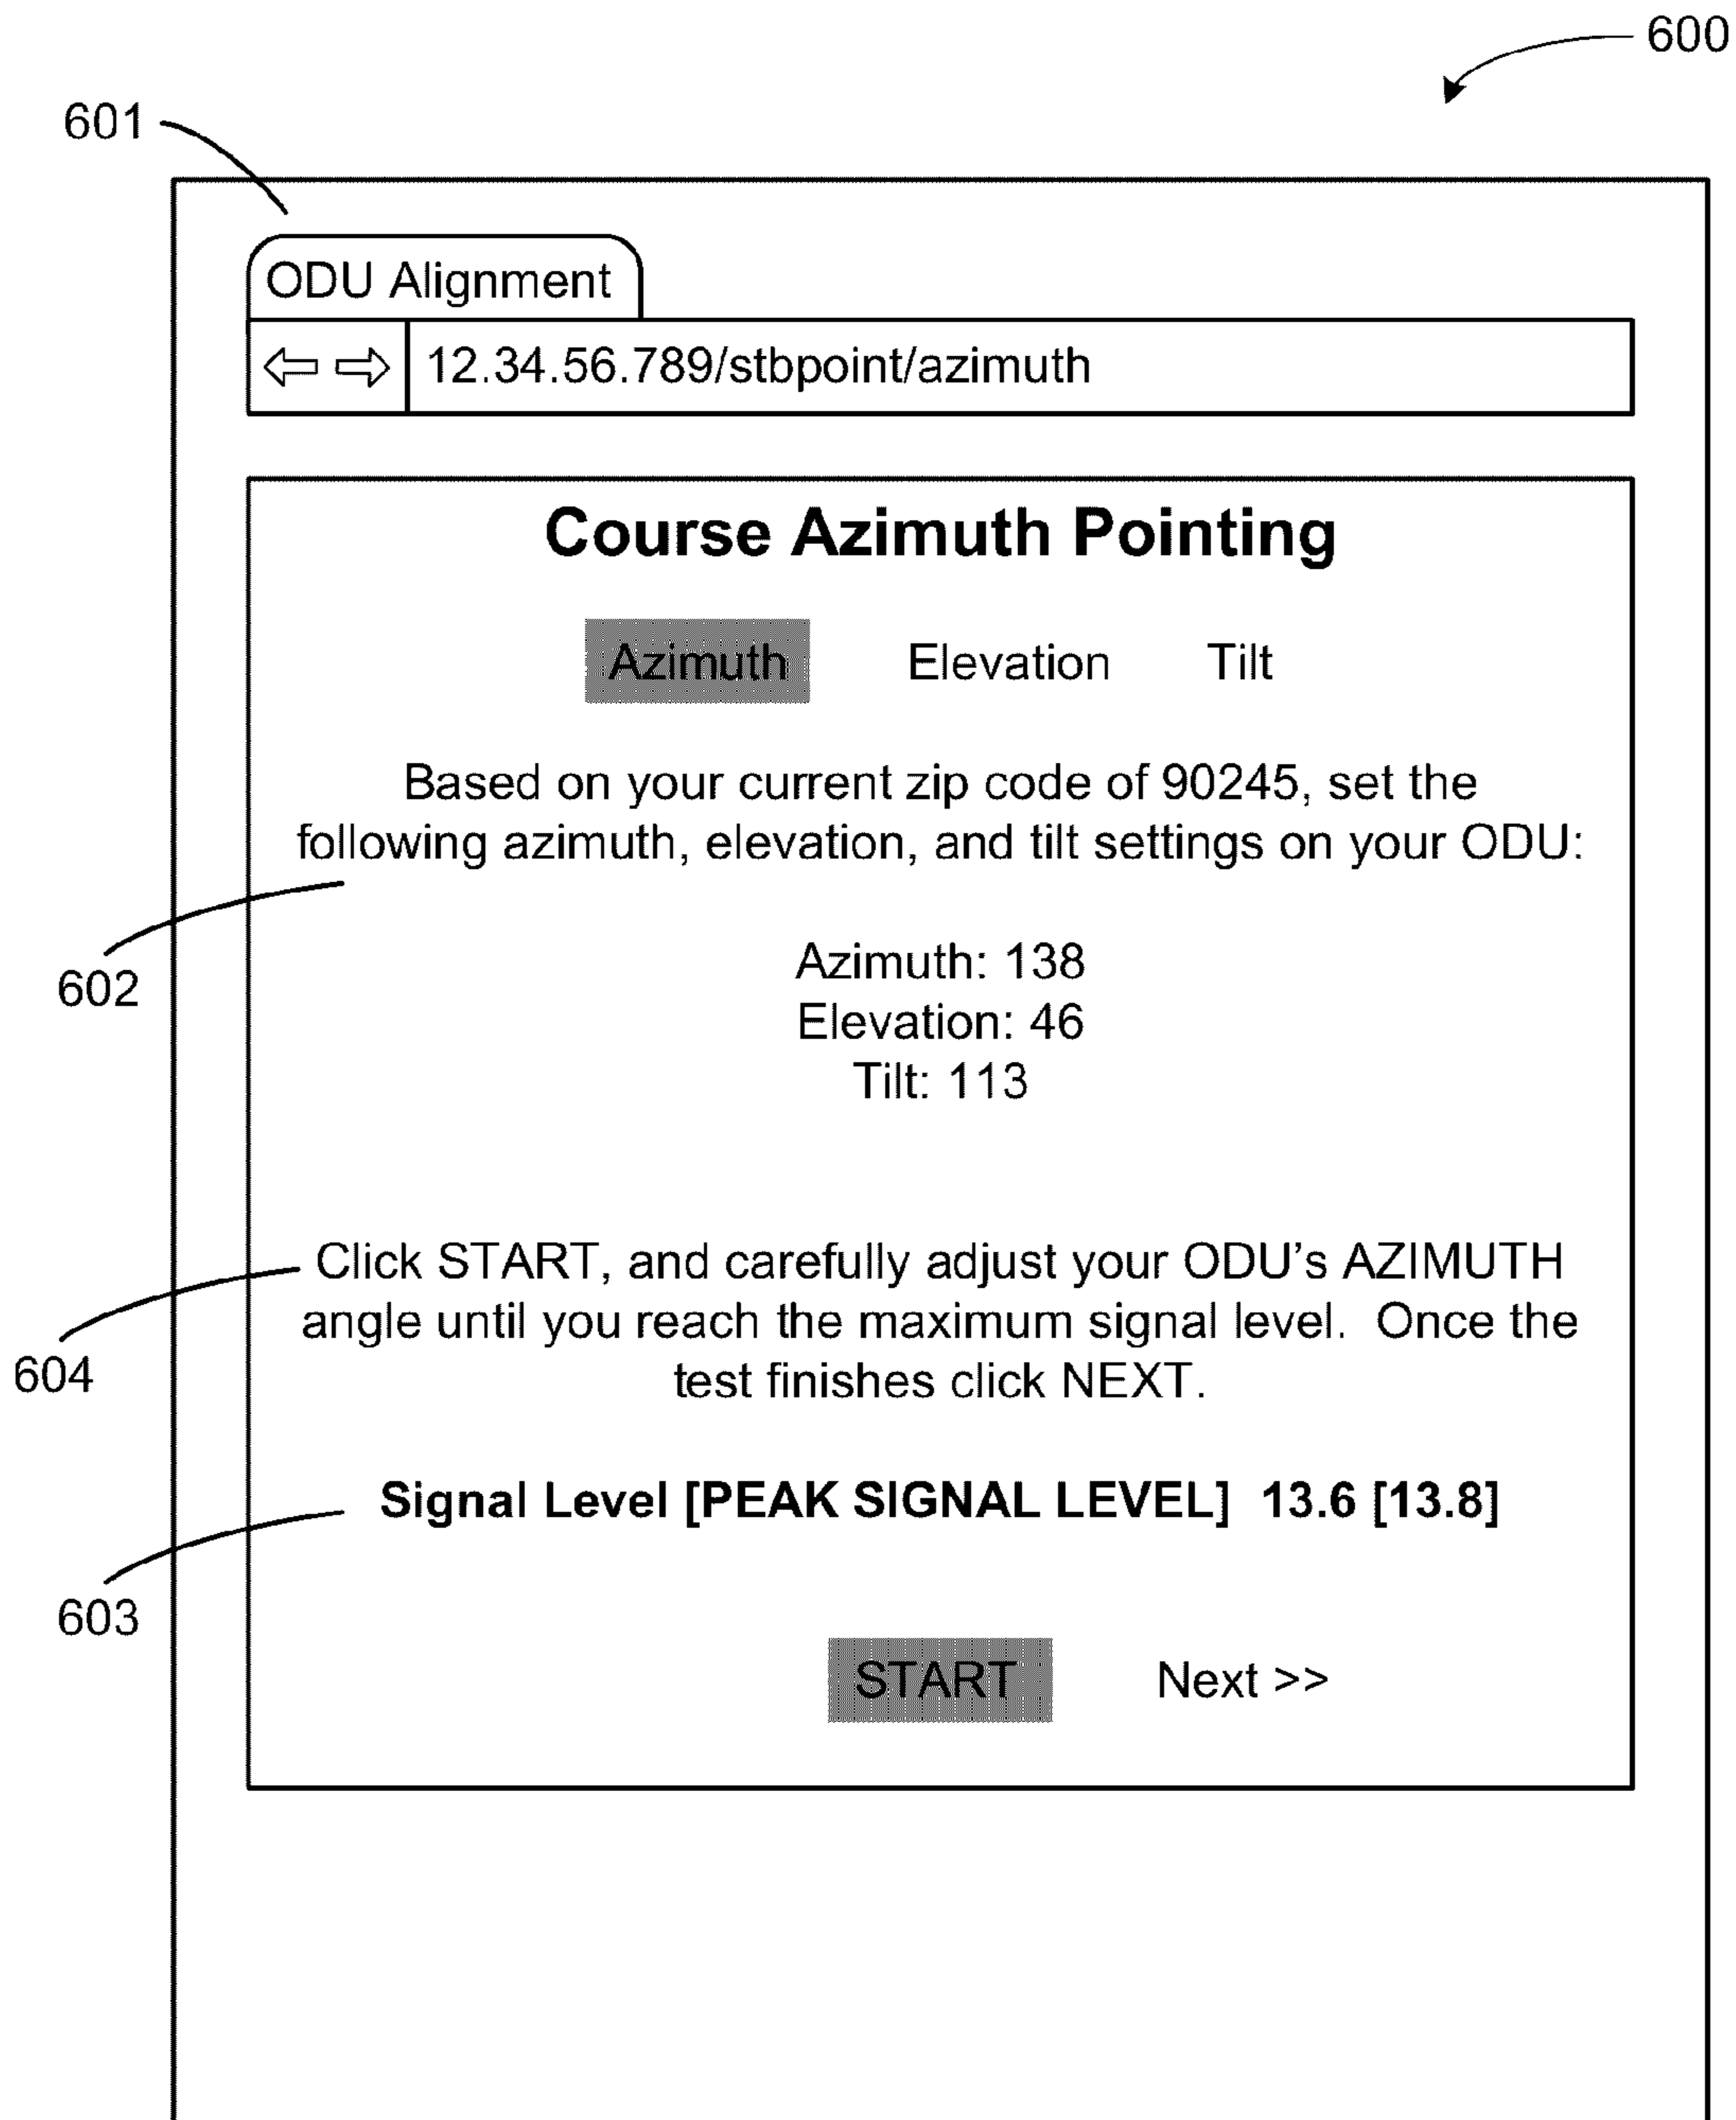 600
601
ODU Alignment
12.34.56.789/stbpoint/azimuth
Course Azimuth Pointing
Azimuth Elevation Tilt
Based on your current zip code of 90245, set the
following azimuth, elevation, and tilt settings on your ODU:
602
Azimuth: 138
Elevation: 46
Tilt: 113
Click START, and carefully adjust your ODU’s AZIMUTH
angle until you reach the maximum signal level. Once the
test finishes click NEXT.
604
Signal Level [PEAK SIGNAL LEVEL] 13.6 [13.8]
603
START Next >>